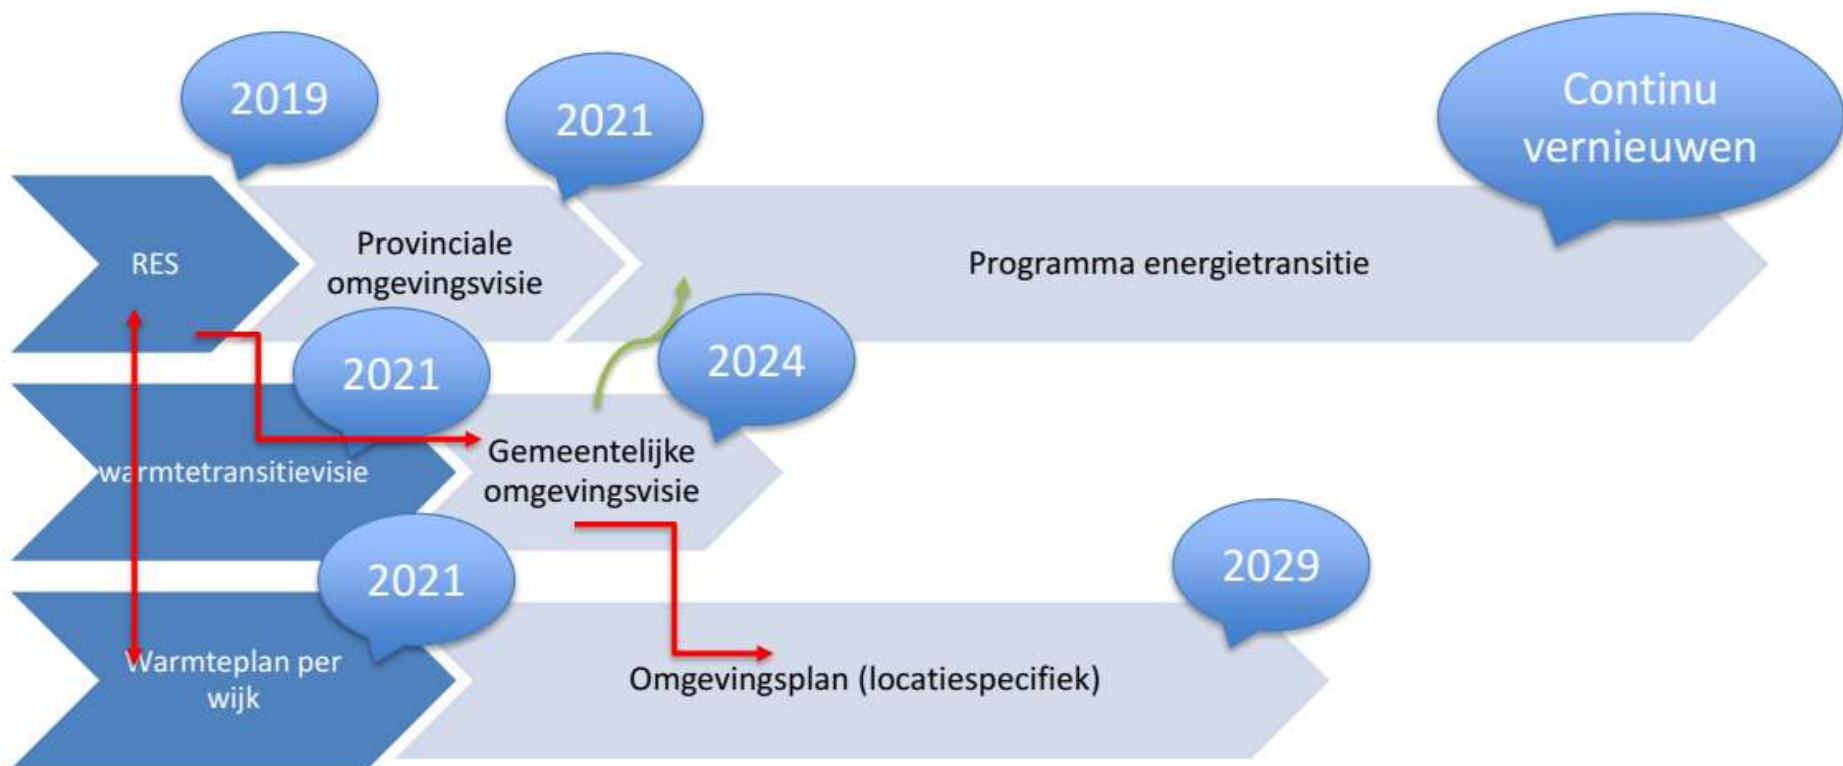 2019
2021
Continu
vernieuwen
RES
Provinciale
omgevingsvisie
Programma energietransitie
2021
2024
warmtetransitievisie
Gemeentelijke
omgevingsvisie
2021
2029
Warmteplan per
wijk
Omgevingsplan (locatiespecifiek)